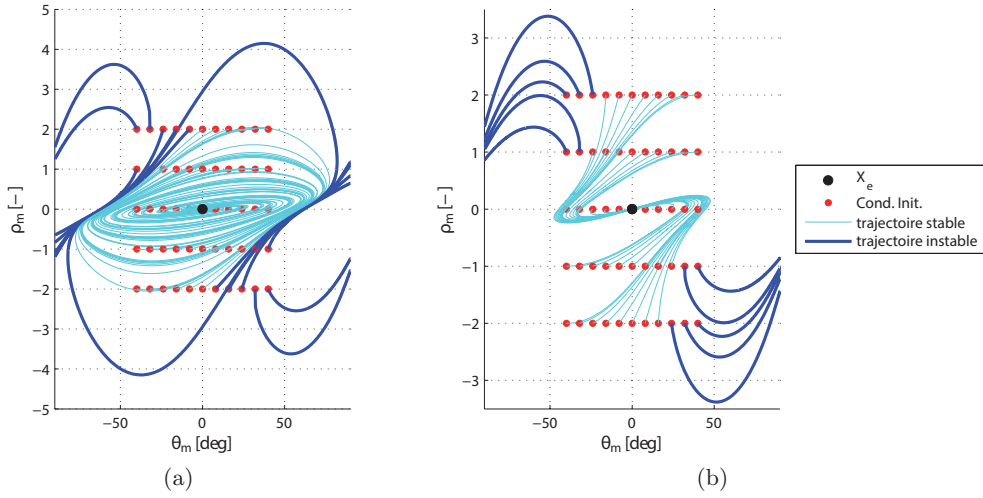 5
4
3
2
1
0
−1
−2
−3
−4
−5
ρm [−]
−50
0
50
θm [deg]
(a)
3
2
1
0
−1
−2
−3
ρm [−]
−50
0
50
θm [deg]
(b)
Xe
Cond. Init.
trajectoire stable
trajectoire instable